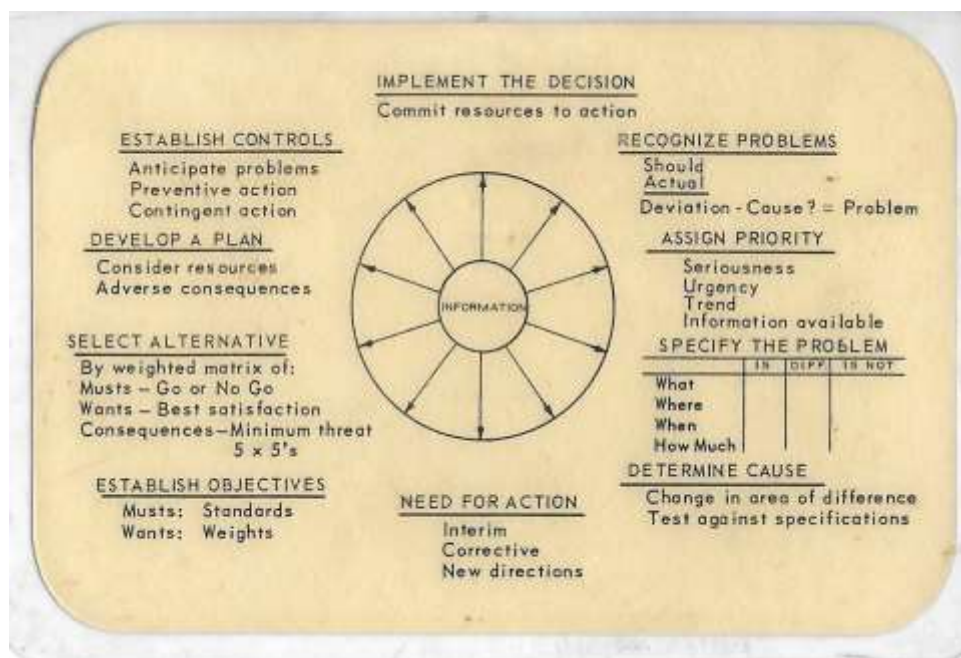 IMPLEMENT THE DECISION
Commit resources to action
RECOGNIZE PROBLEMS
Should
Actual
Deviation - Cause? = Problem
ASSIGN PRIORITY
Seriousness
Urgency
Trend
Information available
SPECIFY THE PROBLEM
IS DIFF. IS NOT
What
Where
When
How Much
DETERMINE CAUSE
Change in area of difference
Test against specifications
NEED FOR ACTION
Interim
Corrective
New directions
ESTABLISH OBJECTIVES
Musts: Standards
Wants: Weights
SELECT ALTERNATIVE
By weighted matrix of:
Musts – Go or No Go
Wants – Best satisfaction
Consequences – Minimum threat
5 x 5's
DEVELOP A PLAN
Consider resources
Adverse consequences
ESTABLISH CONTROLS
Anticipate problems
Preventive action
Contingent action
INFORMATION